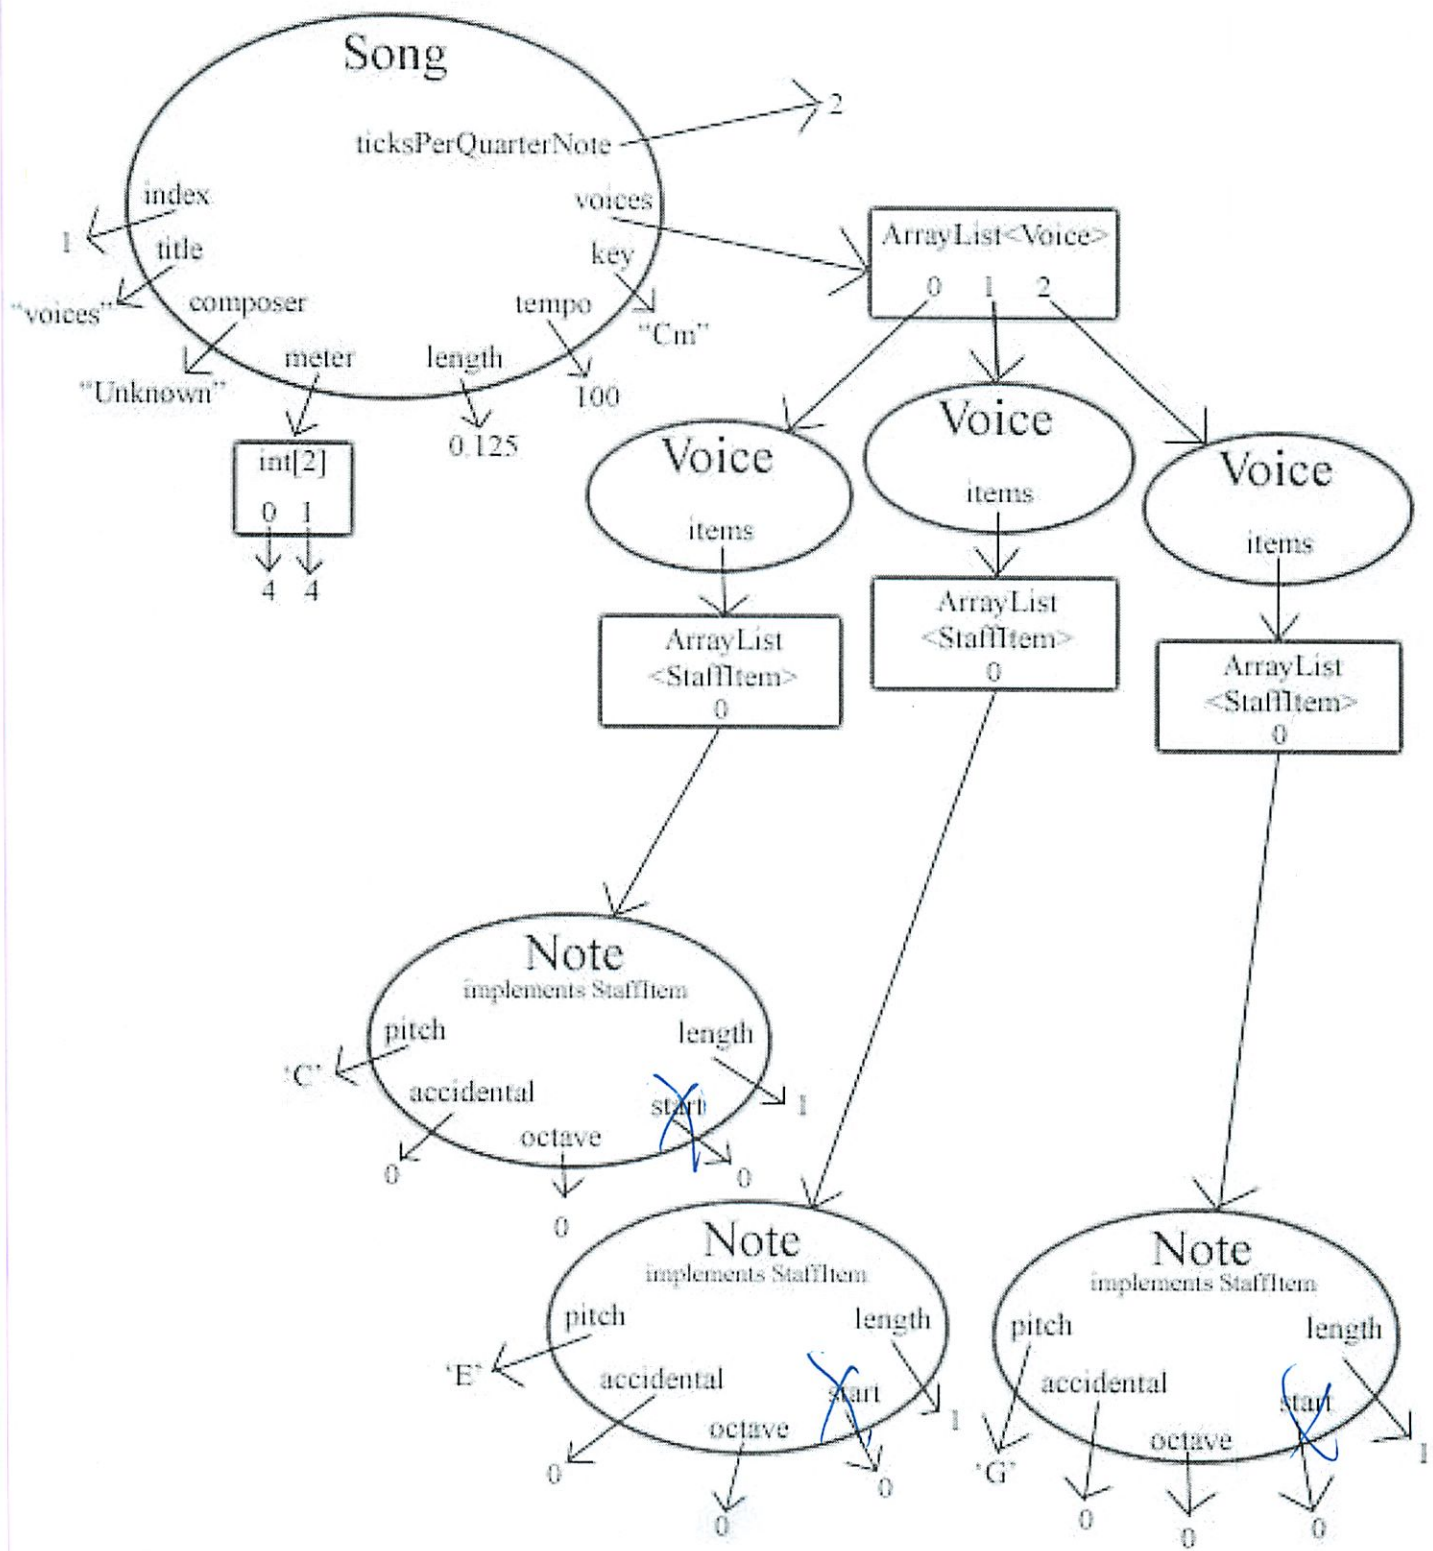 Song
ticksPerQuarterNote
2
index
voices
1
title
key
"voices"
composer
tempo
"Cm"
"Unknown"
meter
length
100
0.125
int[2]
0 1
4 4
ArrayList<Voice>
0 1 2
Voice
items
ArrayList
<StaffItem>
0
Voice
items
ArrayList
<StaffItem>
0
Voice
items
ArrayList
<StaffItem>
0
Note
implements StaffItem
pitch
length
'C'
accidental
start
1
octave
0
0
0
Note
implements StaffItem
pitch
length
'E'
accidental
start
1
octave
0
0
0
Note
implements StaffItem
pitch
length
accidental
start
octave
1
'G'
0
0
0